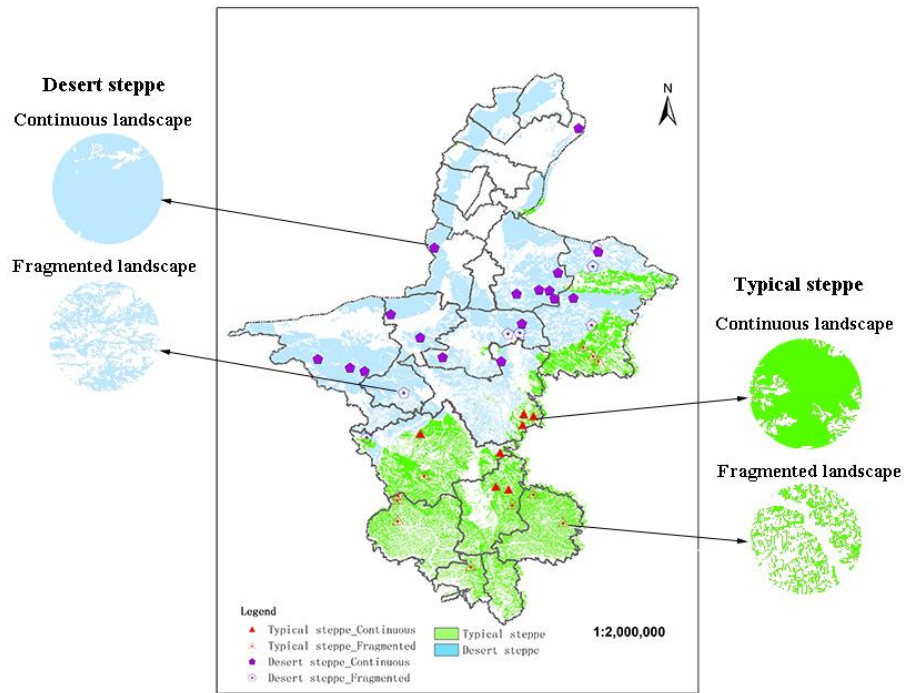 Desert steppe
Continuous landscape
Fragmented landscape
N
Typical steppe
Continuous landscape
Fragmented landscape
Legend
Typical steppe_Continuous
Typical steppe_Fragmented
Desert steppe_Continuous
Desert steppe_Fragmented
Typical steppe
Desert steppe
1:2,000,000